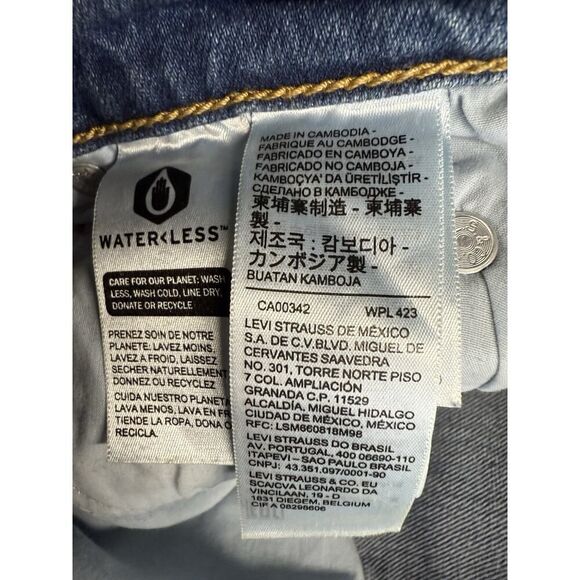 WATER<LESS™
CARE FOR OUR PLANET: WASH
LESS, WASH COLD, LINE DRY,
DONATE OR RECYCLE
PRENEZ SOIN DE NOTRE
PLANETE: LAVEZ MOINS,
LAVEZ A FROID, LAISSEZ
SECHER NATURELLEMENT,
DONNEZ OU RECYCLEZ
CUIDA NUESTRO PLANETA
LAVA MENOS, LAVA EN
TIENDE LA ROPA, DONA O
RECICLA.
MADE IN CAMBODIA -
FABRIQUE AU CAMBODGE -
FABRICADO EN CAMBOYA -
FABRICADO NO CAMBOJA -
KAMBOÇYA' DA ÜRETİLİŞTİR -
СДЕЛАНО В КАМБОДЖЕ -
柬埔寨制造 - 柬埔寨
製 -
제조국 : 캄보디아 -
カンボジア製 -
BUATAN KAMBOJA
CA00342 WPL 423
LEVI STRAUSS DE MÉXICO
S.A. DE C.V.BLVD. MIGUEL DE
CERVANTES SAAVEDRA
NO. 301, TORRE NORTE PISO
7 COL. AMPLIACIÓN
GRANADA C.P. 11529
ALCALDÍA. MIGUEL HIDALGO
CIUDAD DE MÉXICO, MÉXICO
RFC: LSM660818M98
LEVI STRAUSS DO BRASIL
AV. PORTUGAL, 400 06690-110
ITAPEVI – SAO PAULO BRASIL
CNPJ: 43.351.097/0001-90
LEVI STRAUSS & CO. EU
SCA/CVA LEONARDO DA
VINCILAAN, 19 - D
1831 DIEGEM, BELGIUM
CIF A 08298606